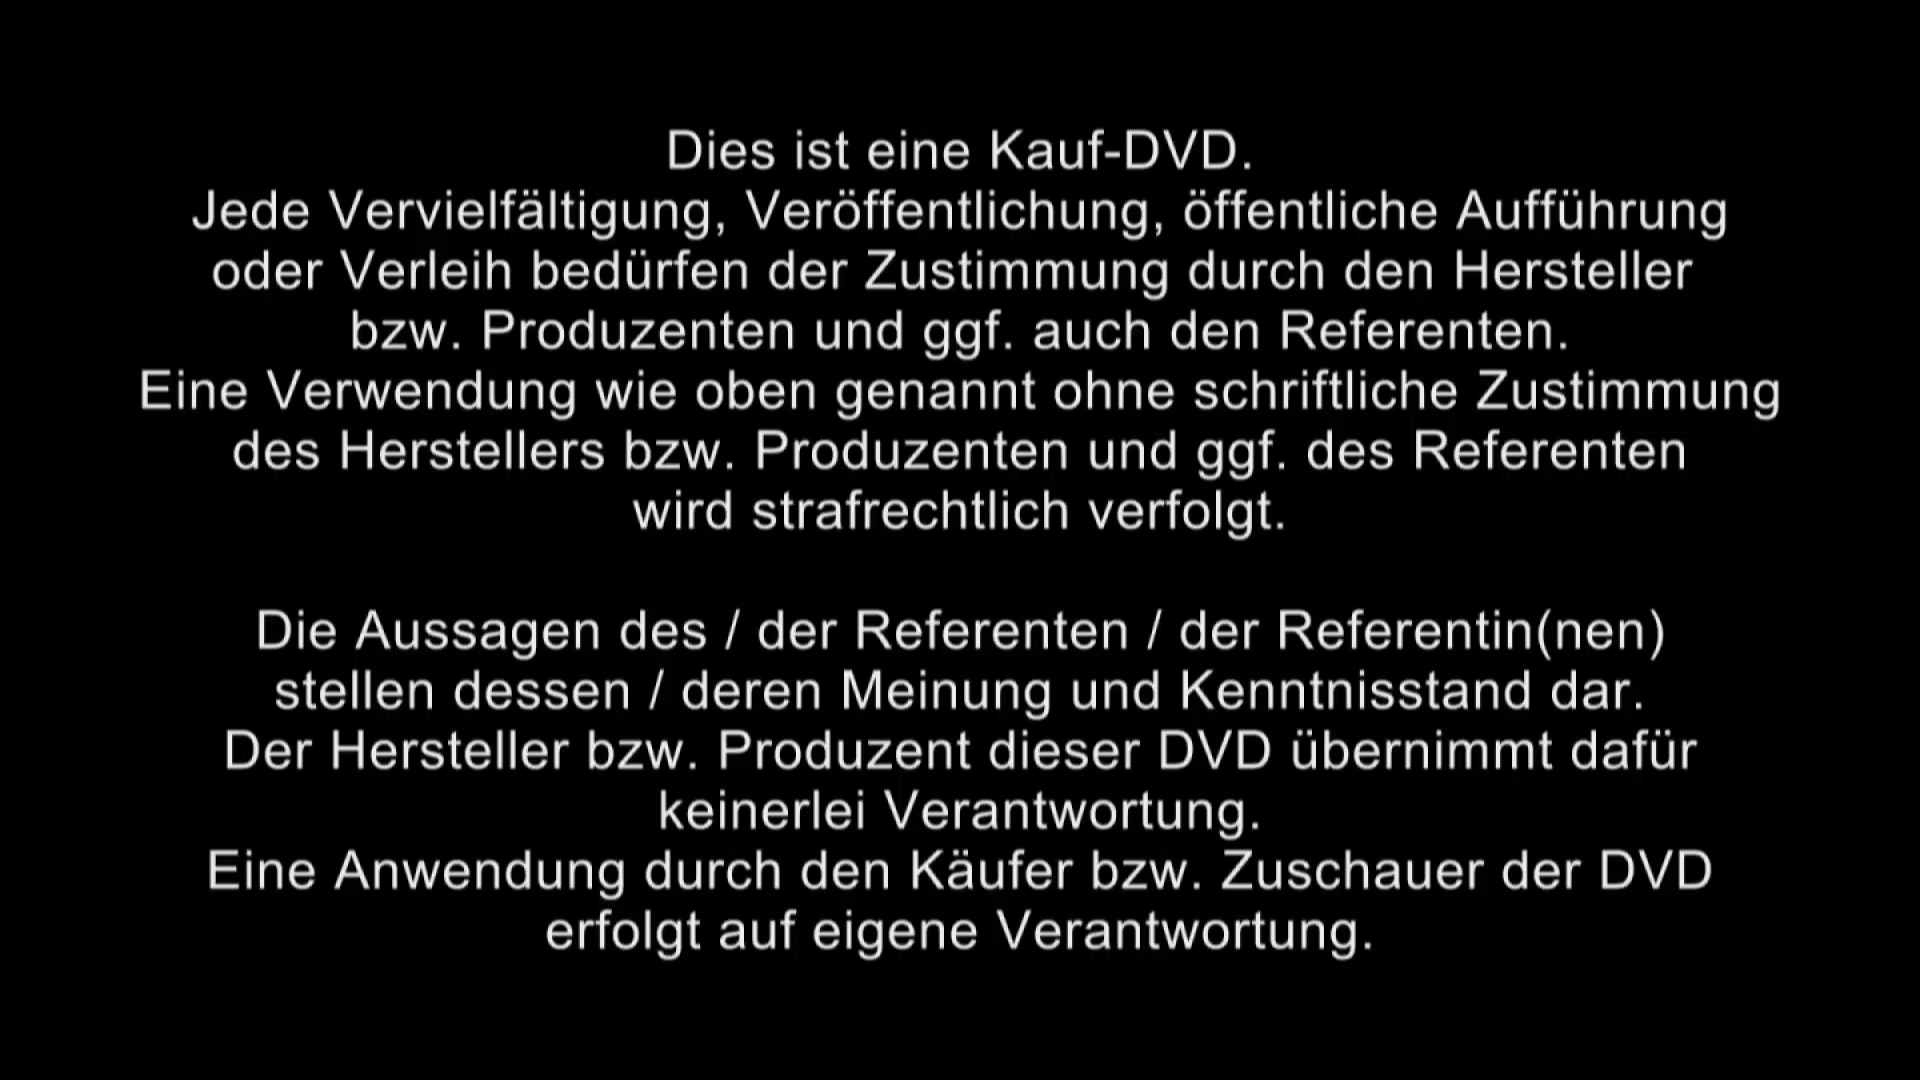 Dies ist eine Kauf-DVD.
Jede Vervielfältigung, Veröffentlichung, öffentliche Aufführung
oder Verleih bedürfen der Zustimmung durch den Hersteller
bzw. Produzenten und ggf. auch den Referenten.
Eine Verwendung wie oben genannt ohne schriftliche Zustimmung
des Herstellers bzw. Produzenten und ggf. des Referenten
wird strafrechtlich verfolgt.
Die Aussagen des / der Referenten / der Referentin(nen)
stellen dessen / deren Meinung und Kenntnisstand dar.
Der Hersteller bzw. Produzent dieser DVD übernimmt dafür
keinerlei Verantwortung.
Eine Anwendung durch den Käufer bzw. Zuschauer der DVD
erfolgt auf eigene Verantwortung.